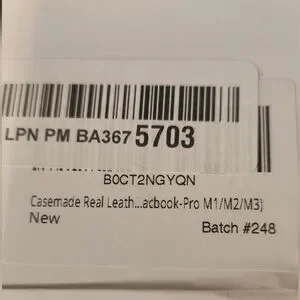 LPN PM BA367 5703
B0CT2NGYQN
Casemade Real Leath...acbook-Pro M1/M2/M3)
New
Batch #248